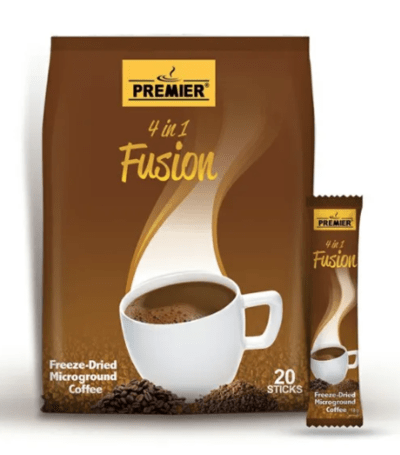 PREMIER®
4 in 1
Fusion
Freeze-Dried
Microground
Coffee
20
STICKS
PREMIER
4 in 1
Fusion
Freeze-Dried
Microground
Coffee